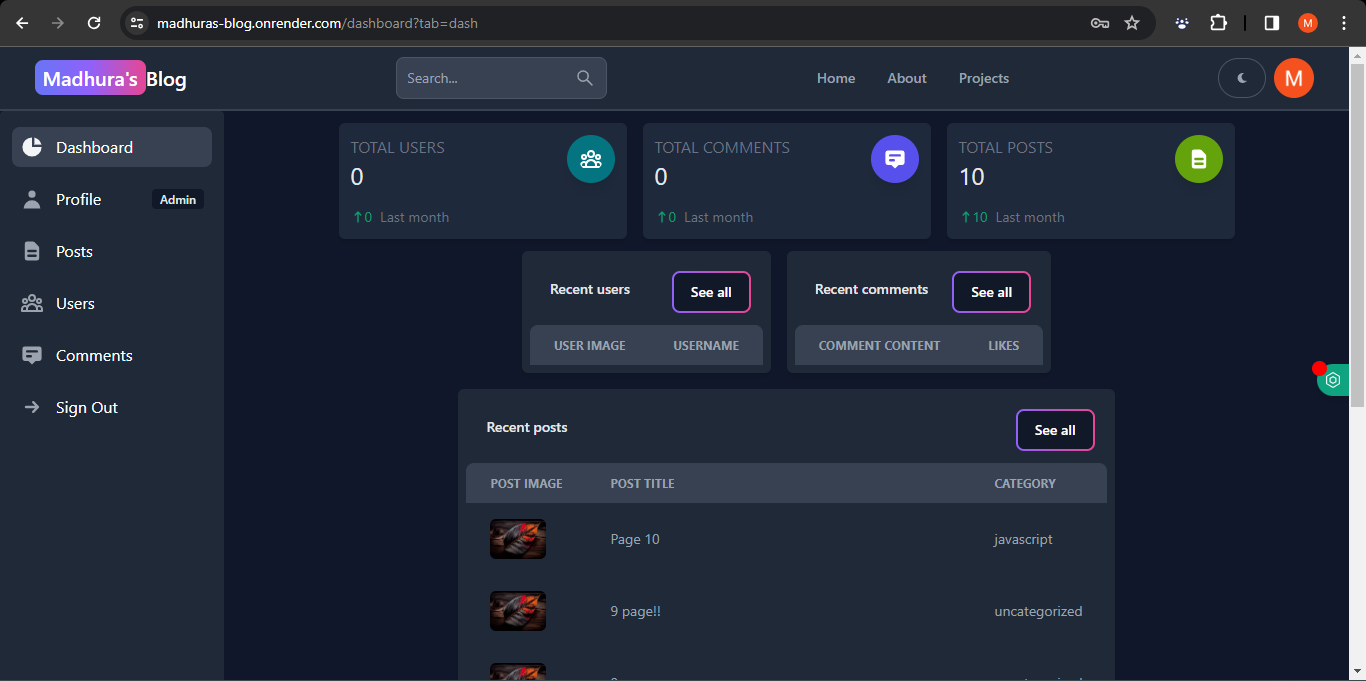 madhuras-blog.onrender.com/dashboard?tab=dash
M
Madhura's Blog
Search...
Home About Projects
M
Dashboard
Profile Admin
Posts
Users
Comments
Sign Out
TOTAL USERS
0
0 Last month
TOTAL COMMENTS
0
0 Last month
TOTAL POSTS
10
10 Last month
Recent users See all
USER IMAGE USERNAME
Recent comments See all
COMMENT CONTENT LIKES
Recent posts See all
POST IMAGE POST TITLE CATEGORY
Page 10 javascript
9 page!! uncategorized